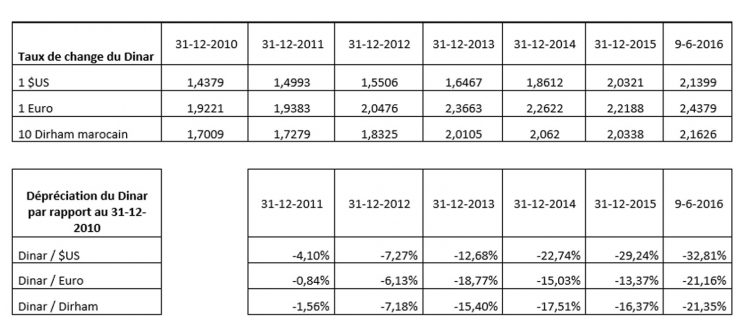 Taux de change du Dinar 31-12-2010 31-12-2011 31-12-2012 31-12-2013 31-12-2014 31-12-2015 9-6-2016
1 $US 1,4379 1,4993 1,5506 1,6467 1,8612 2,0321 2,1399
1 Euro 1,9221 1,9383 2,0476 2,3663 2,2622 2,2188 2,4379
10 Dirham marocain 1,7009 1,7279 1,8325 2,0105 2,062 2,0338 2,1626
Dépréciation du Dinar
par rapport au 31-12-
2010
31-12-2011 31-12-2012 31-12-2013 31-12-2014 31-12-2015 9-6-2016
Dinar / $US -4,10% -7,27% -12,68% -22,74% -29,24% -32,81%
Dinar / Euro -0,84% -6,13% -18,77% -15,03% -13,37% -21,16%
Dinar / Dirham -1,56% -7,18% -15,40% -17,51% -16,37% -21,35%